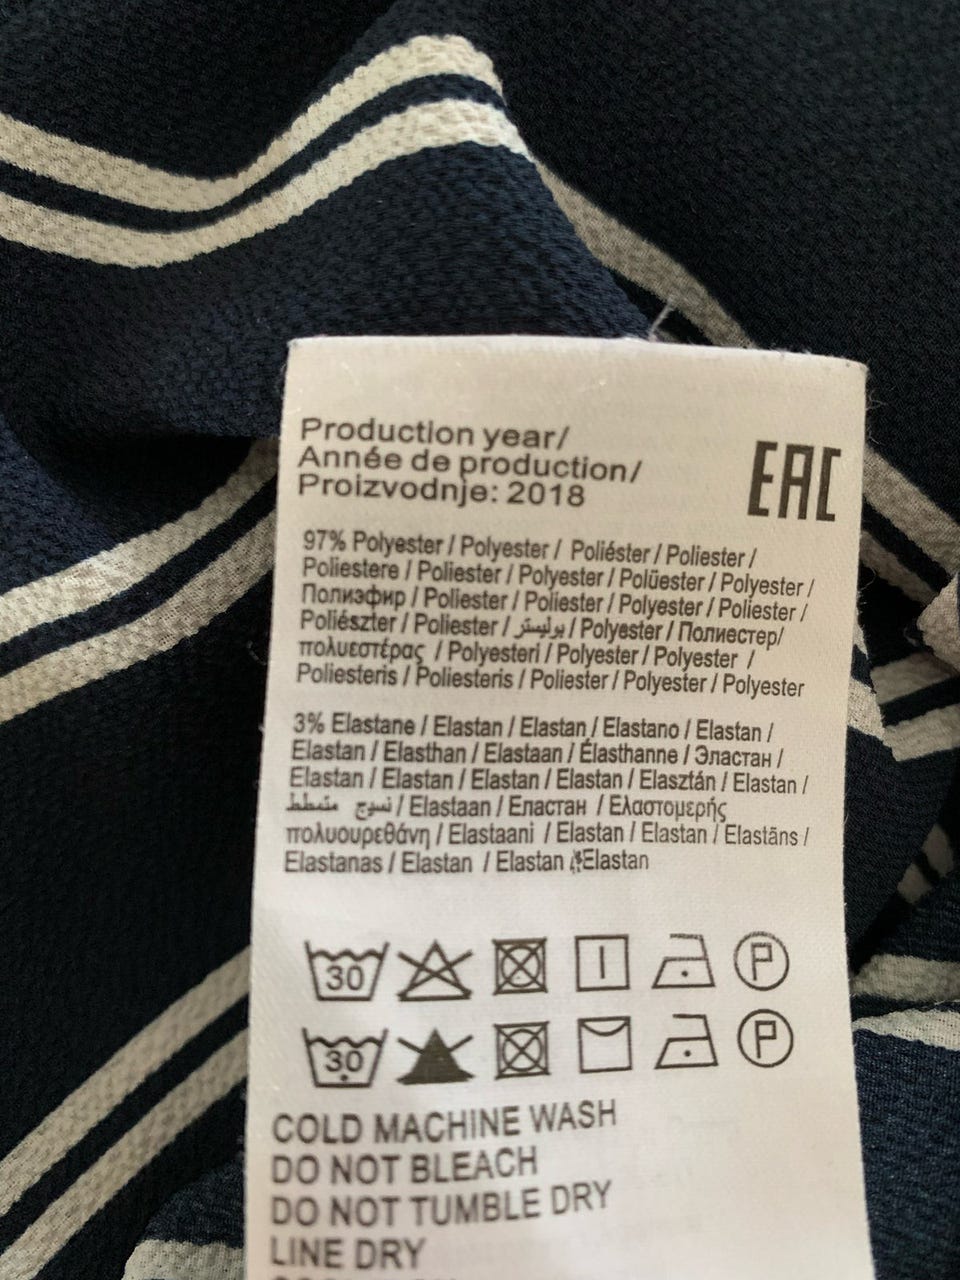 Production year/
Année de production/
Proizvodnje: 2018
EAC
97% Polyester / Polyester / Poliéster / Poliester /
Poliestere / Poliester / Polyester / Polüester / Polyester /
Полиэфир / Poliester / Poliester / Polyester / Poliester /
Poliészter / Poliester / بوليستر / Polyester / Полиестер/
πολυεστέρας / Polyesteri / Polyester / Polyester /
Poliesteris / Poliesteris / Poliester / Polyester / Polyester
3% Elastane / Elastan / Elastan / Elastano / Elastan /
Elastan / Elasthan / Elastaan / Élasthanne / Эластан /
Elastan / Elastan / Elastan / Elastan / Elasztán / Elastan /
نسيج متمطط / Elastaan / Еластан / Ελαστομερής
πολυουρεθάνη / Elastaani / Elastan / Elastan / Elastāns /
Elastanas / Elastan / Elastan / Elastan
30 P
30 P
COLD MACHINE WASH
DO NOT BLEACH
DO NOT TUMBLE DRY
LINE DRY